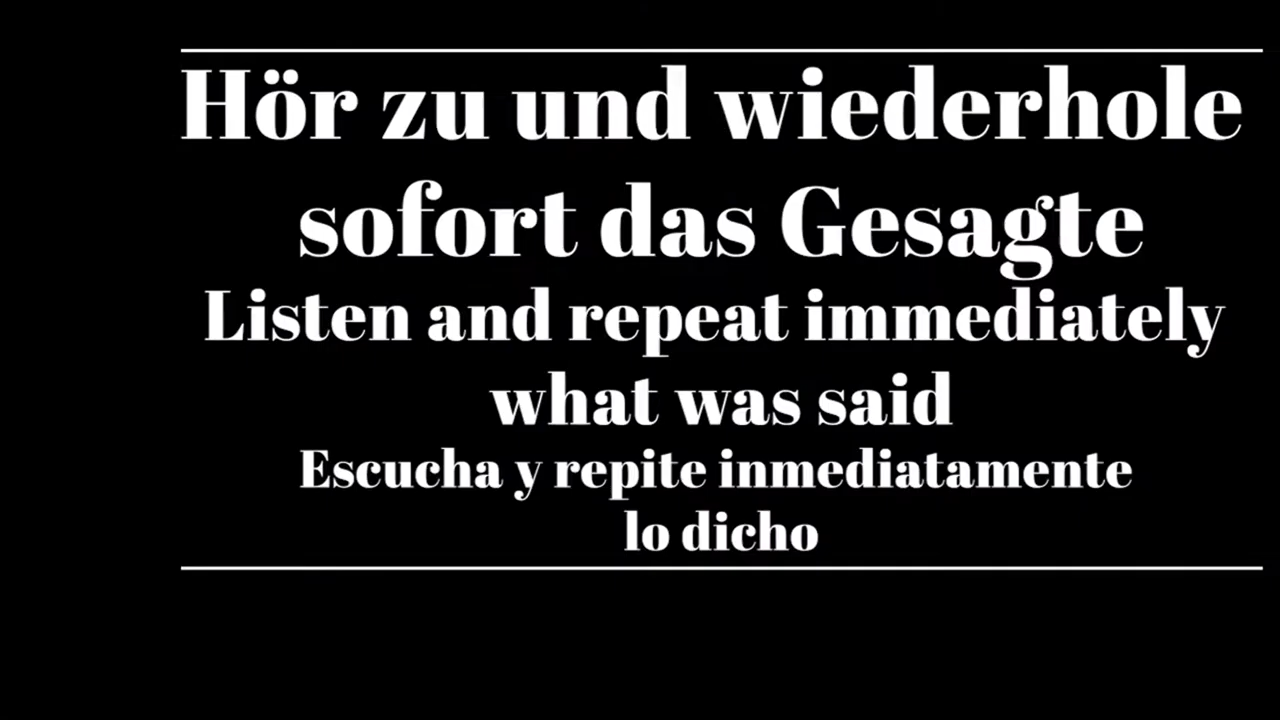 Hör zu und wiederhole
sofort das Gesagte
Listen and repeat immediately
what was said
Escucha y repite inmediatamente
lo dicho